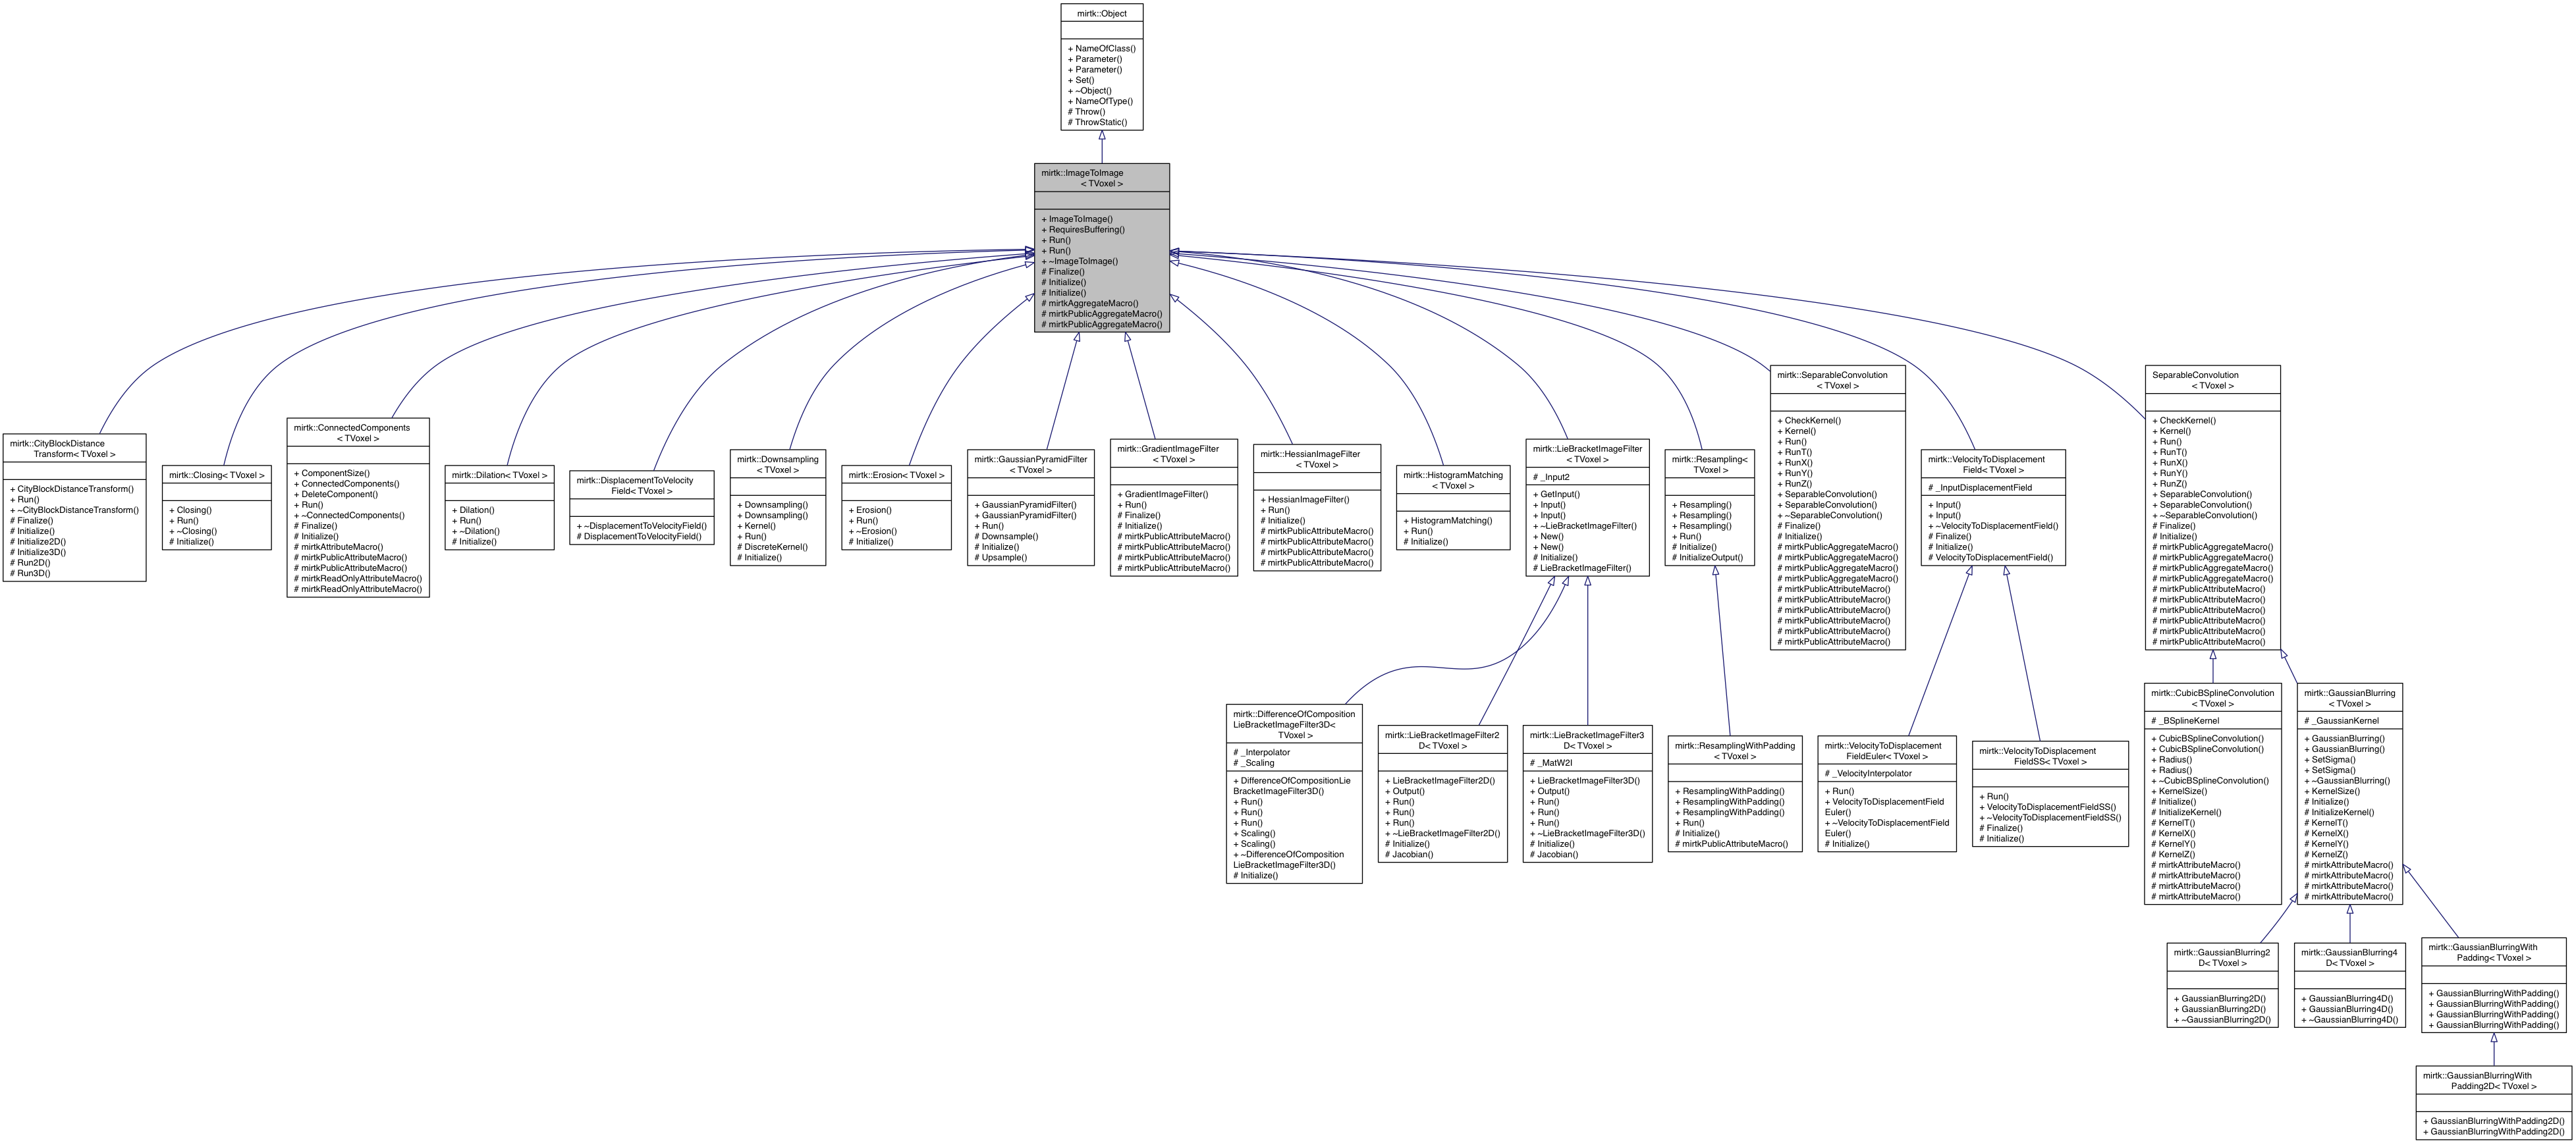 mirtk::Object
+ NameOfClass()
+ Parameter()
+ Parameter()
+ Set()
+ ~Object()
+ NameOfType()
# Throw()
# ThrowStatic()
mirtk::ImageToImage
< TVoxel >
+ ImageToImage()
+ RequiresBuffering()
+ Run()
+ Run()
+ ~ImageToImage()
# Finalize()
# Initialize()
# Initialize()
# mirtkAggregateMacro()
# mirtkPublicAggregateMacro()
# mirtkPublicAggregateMacro()
mirtk::CityBlockDistance
Transform< TVoxel >
+ CityBlockDistanceTransform()
+ Run()
+ ~CityBlockDistanceTransform()
# Finalize()
# Initialize()
# Initialize2D()
# Initialize3D()
# Run2D()
# Run3D()
mirtk::Closing< TVoxel >
+ Closing()
+ Run()
+ ~Closing()
# Initialize()
mirtk::ConnectedComponents
< TVoxel >
+ ComponentSize()
+ ConnectedComponents()
+ DeleteComponent()
+ Run()
+ ~ConnectedComponents()
# Finalize()
# Initialize()
# mirtkAttributeMacro()
# mirtkPublicAttributeMacro()
# mirtkPublicAttributeMacro()
# mirtkReadOnlyAttributeMacro()
# mirtkReadOnlyAttributeMacro()
mirtk::Dilation< TVoxel >
+ Dilation()
+ Run()
+ ~Dilation()
# Initialize()
mirtk::DisplacementToVelocity
Field< TVoxel >
+ ~DisplacementToVelocityField()
# DisplacementToVelocityField()
mirtk::Downsampling
< TVoxel >
+ Downsampling()
+ Downsampling()
+ Kernel()
+ Run()
# DiscreteKernel()
# Initialize()
mirtk::Erosion< TVoxel >
+ Erosion()
+ Run()
+ ~Erosion()
# Initialize()
mirtk::GaussianPyramidFilter
< TVoxel >
+ GaussianPyramidFilter()
+ GaussianPyramidFilter()
+ Run()
# Downsample()
# Initialize()
# Upsample()
mirtk::GradientImageFilter
< TVoxel >
+ GradientImageFilter()
+ Run()
# Finalize()
# Initialize()
# mirtkPublicAttributeMacro()
# mirtkPublicAttributeMacro()
# mirtkPublicAttributeMacro()
# mirtkPublicAttributeMacro()
mirtk::HessianImageFilter
< TVoxel >
+ HessianImageFilter()
+ Run()
# Initialize()
# mirtkPublicAttributeMacro()
# mirtkPublicAttributeMacro()
# mirtkPublicAttributeMacro()
# mirtkPublicAttributeMacro()
mirtk::HistogramMatching
< TVoxel >
+ HistogramMatching()
+ Run()
# Initialize()
mirtk::LieBracketImageFilter
< TVoxel >
# _Input2
+ GetInput()
+ Input()
+ Input()
+ ~LieBracketImageFilter()
+ New()
+ New()
# Initialize()
# LieBracketImageFilter()
mirtk::Resampling<
TVoxel >
+ Resampling()
+ Resampling()
+ Resampling()
+ Run()
# Initialize()
# InitializeOutput()
mirtk::SeparableConvolution
< TVoxel >
+ CheckKernel()
+ Kernel()
+ Run()
+ RunT()
+ RunX()
+ RunY()
+ RunZ()
+ SeparableConvolution()
+ SeparableConvolution()
+ ~SeparableConvolution()
# Finalize()
# Initialize()
# mirtkPublicAggregateMacro()
# mirtkPublicAggregateMacro()
# mirtkPublicAggregateMacro()
# mirtkPublicAggregateMacro()
# mirtkPublicAttributeMacro()
# mirtkPublicAttributeMacro()
# mirtkPublicAttributeMacro()
# mirtkPublicAttributeMacro()
# mirtkPublicAttributeMacro()
# mirtkPublicAttributeMacro()
mirtk::VelocityToDisplacement
Field< TVoxel >
# _InputDisplacementField
+ Input()
+ Input()
+ ~VelocityToDisplacementField()
# Finalize()
# Initialize()
# VelocityToDisplacementField()
SeparableConvolution
< TVoxel >
+ CheckKernel()
+ Kernel()
+ Run()
+ RunT()
+ RunX()
+ RunY()
+ RunZ()
+ SeparableConvolution()
+ SeparableConvolution()
+ ~SeparableConvolution()
# Finalize()
# Initialize()
# mirtkPublicAggregateMacro()
# mirtkPublicAggregateMacro()
# mirtkPublicAggregateMacro()
# mirtkPublicAggregateMacro()
# mirtkPublicAttributeMacro()
# mirtkPublicAttributeMacro()
# mirtkPublicAttributeMacro()
# mirtkPublicAttributeMacro()
# mirtkPublicAttributeMacro()
# mirtkPublicAttributeMacro()
mirtk::DifferenceOfComposition
LieBracketImageFilter3D<
TVoxel >
# _Interpolator
# _Scaling
+ DifferenceOfCompositionLie
BracketImageFilter3D()
+ Run()
+ Run()
+ Run()
+ Scaling()
+ Scaling()
+ ~DifferenceOfComposition
LieBracketImageFilter3D()
# Initialize()
mirtk::LieBracketImageFilter2
D< TVoxel >
+ LieBracketImageFilter2D()
+ Output()
+ Run()
+ Run()
+ Run()
+ ~LieBracketImageFilter2D()
# Initialize()
# Jacobian()
mirtk::LieBracketImageFilter3
D< TVoxel >
# _MatW2I
+ LieBracketImageFilter3D()
+ Output()
+ Run()
+ Run()
+ Run()
+ ~LieBracketImageFilter3D()
# Initialize()
# Jacobian()
mirtk::ResamplingWithPadding
< TVoxel >
+ ResamplingWithPadding()
+ ResamplingWithPadding()
+ ResamplingWithPadding()
+ Run()
# Initialize()
# mirtkPublicAttributeMacro()
mirtk::VelocityToDisplacement
FieldEuler< TVoxel >
# _VelocityInterpolator
+ Run()
+ VelocityToDisplacementField
Euler()
+ ~VelocityToDisplacementField
Euler()
# Initialize()
mirtk::VelocityToDisplacement
FieldSS< TVoxel >
+ Run()
+ VelocityToDisplacementFieldSS()
+ ~VelocityToDisplacementFieldSS()
# Finalize()
# Initialize()
mirtk::CubicBSplineConvolution
< TVoxel >
# _BSplineKernel
+ CubicBSplineConvolution()
+ CubicBSplineConvolution()
+ Radius()
+ Radius()
+ ~CubicBSplineConvolution()
+ KernelSize()
# Initialize()
# InitializeKernel()
# KernelT()
# KernelX()
# KernelY()
# KernelZ()
# mirtkAttributeMacro()
# mirtkAttributeMacro()
# mirtkAttributeMacro()
# mirtkAttributeMacro()
mirtk::GaussianBlurring
< TVoxel >
# _GaussianKernel
+ GaussianBlurring()
+ GaussianBlurring()
+ SetSigma()
+ SetSigma()
+ ~GaussianBlurring()
+ KernelSize()
# Initialize()
# InitializeKernel()
# KernelT()
# KernelX()
# KernelY()
# KernelZ()
# mirtkAttributeMacro()
# mirtkAttributeMacro()
# mirtkAttributeMacro()
# mirtkAttributeMacro()
mirtk::GaussianBlurring2
D< TVoxel >
+ GaussianBlurring2D()
+ GaussianBlurring2D()
+ ~GaussianBlurring2D()
mirtk::GaussianBlurring4
D< TVoxel >
+ GaussianBlurring4D()
+ GaussianBlurring4D()
+ ~GaussianBlurring4D()
mirtk::GaussianBlurringWith
Padding< TVoxel >
+ GaussianBlurringWithPadding()
+ GaussianBlurringWithPadding()
+ GaussianBlurringWithPadding()
+ GaussianBlurringWithPadding()
mirtk::GaussianBlurringWith
Padding2D< TVoxel >
+ GaussianBlurringWithPadding2D()
+ GaussianBlurringWithPadding2D()